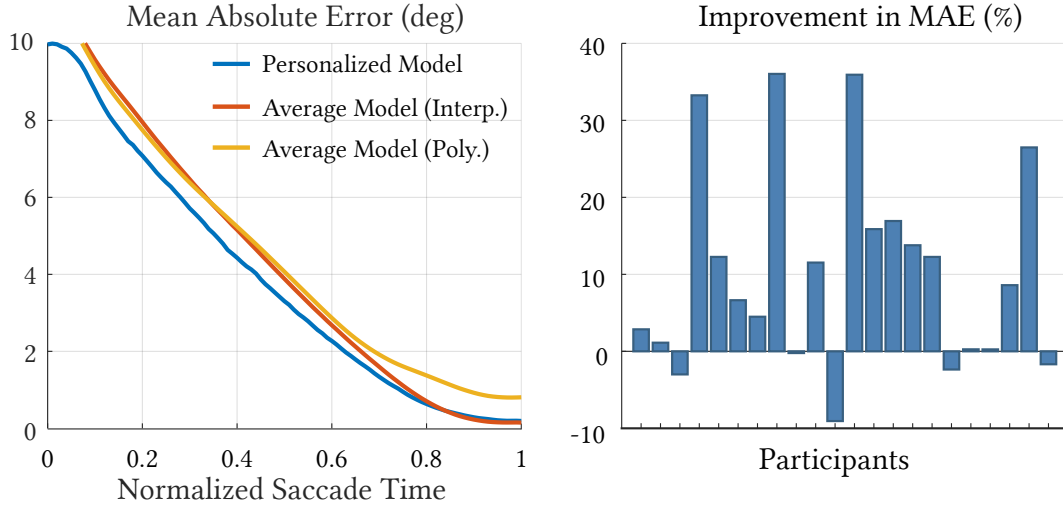 Mean Absolute Error (deg)
10
8
6
4
2
0
0 0.2 0.4 0.6 0.8 1
Normalized Saccade Time
Personalized Model
Average Model (Interp.)
Average Model (Poly.)
Improvement in MAE (%)
40
30
20
10
0
-10
Participants